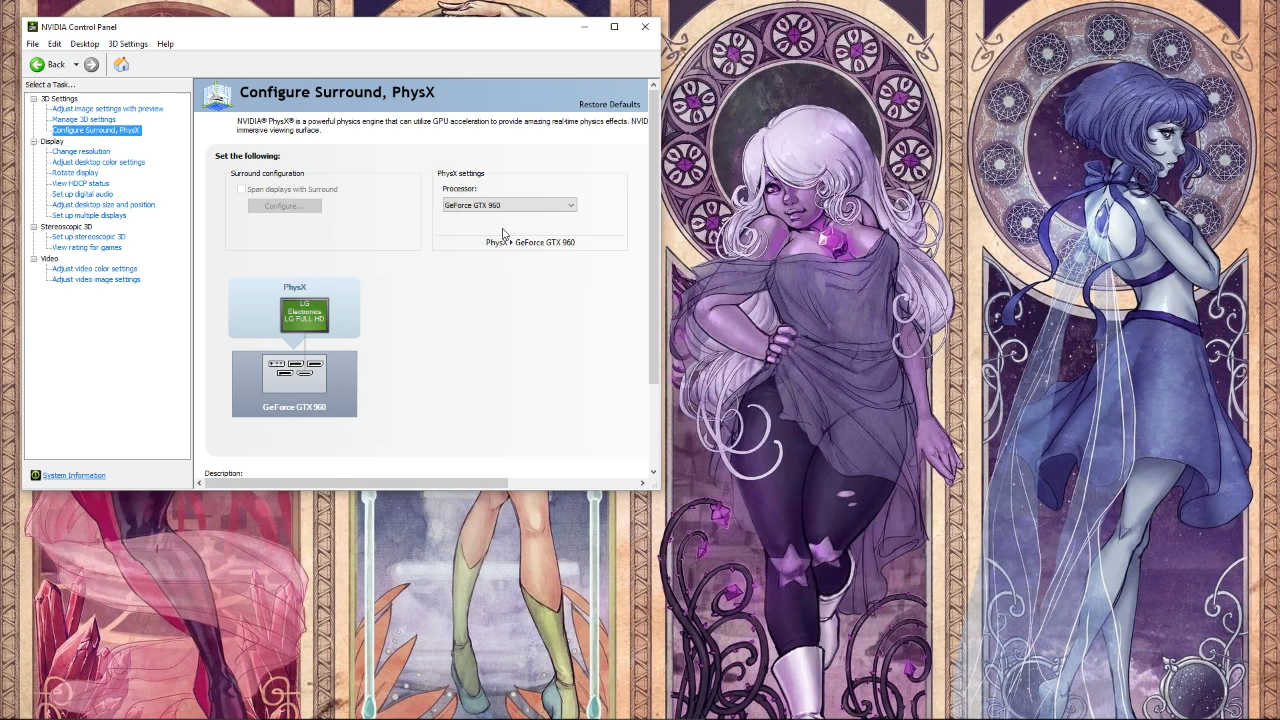 NVIDIA Control Panel
File Edit Desktop 3D Settings Help
Back
Select a Task...
3D Settings
Adjust image settings with preview
Manage 3D settings
Configure Surround, PhysX
Display
Change resolution
Adjust desktop color settings
Rotate display
View HDCP status
Set up digital audio
Adjust desktop size and position
Set up multiple displays
Stereoscopic 3D
Set up stereoscopic 3D
View rating for games
Video
Adjust video color settings
Adjust video image settings
System Information
Configure Surround, PhysX
Restore Defaults
NVIDIA® PhysX® is a powerful physics engine that can utilize GPU acceleration to provide amazing real-time physics effects. NVID
immersive viewing surface.
Set the following:
Surround configuration
Span displays with Surround
Configure...
PhysX settings
Processor:
GeForce GTX 960
PhysX GeForce GTX 960
PhysX
LG
Electronics
LG FULL HD
GeForce GTX 960
Description: